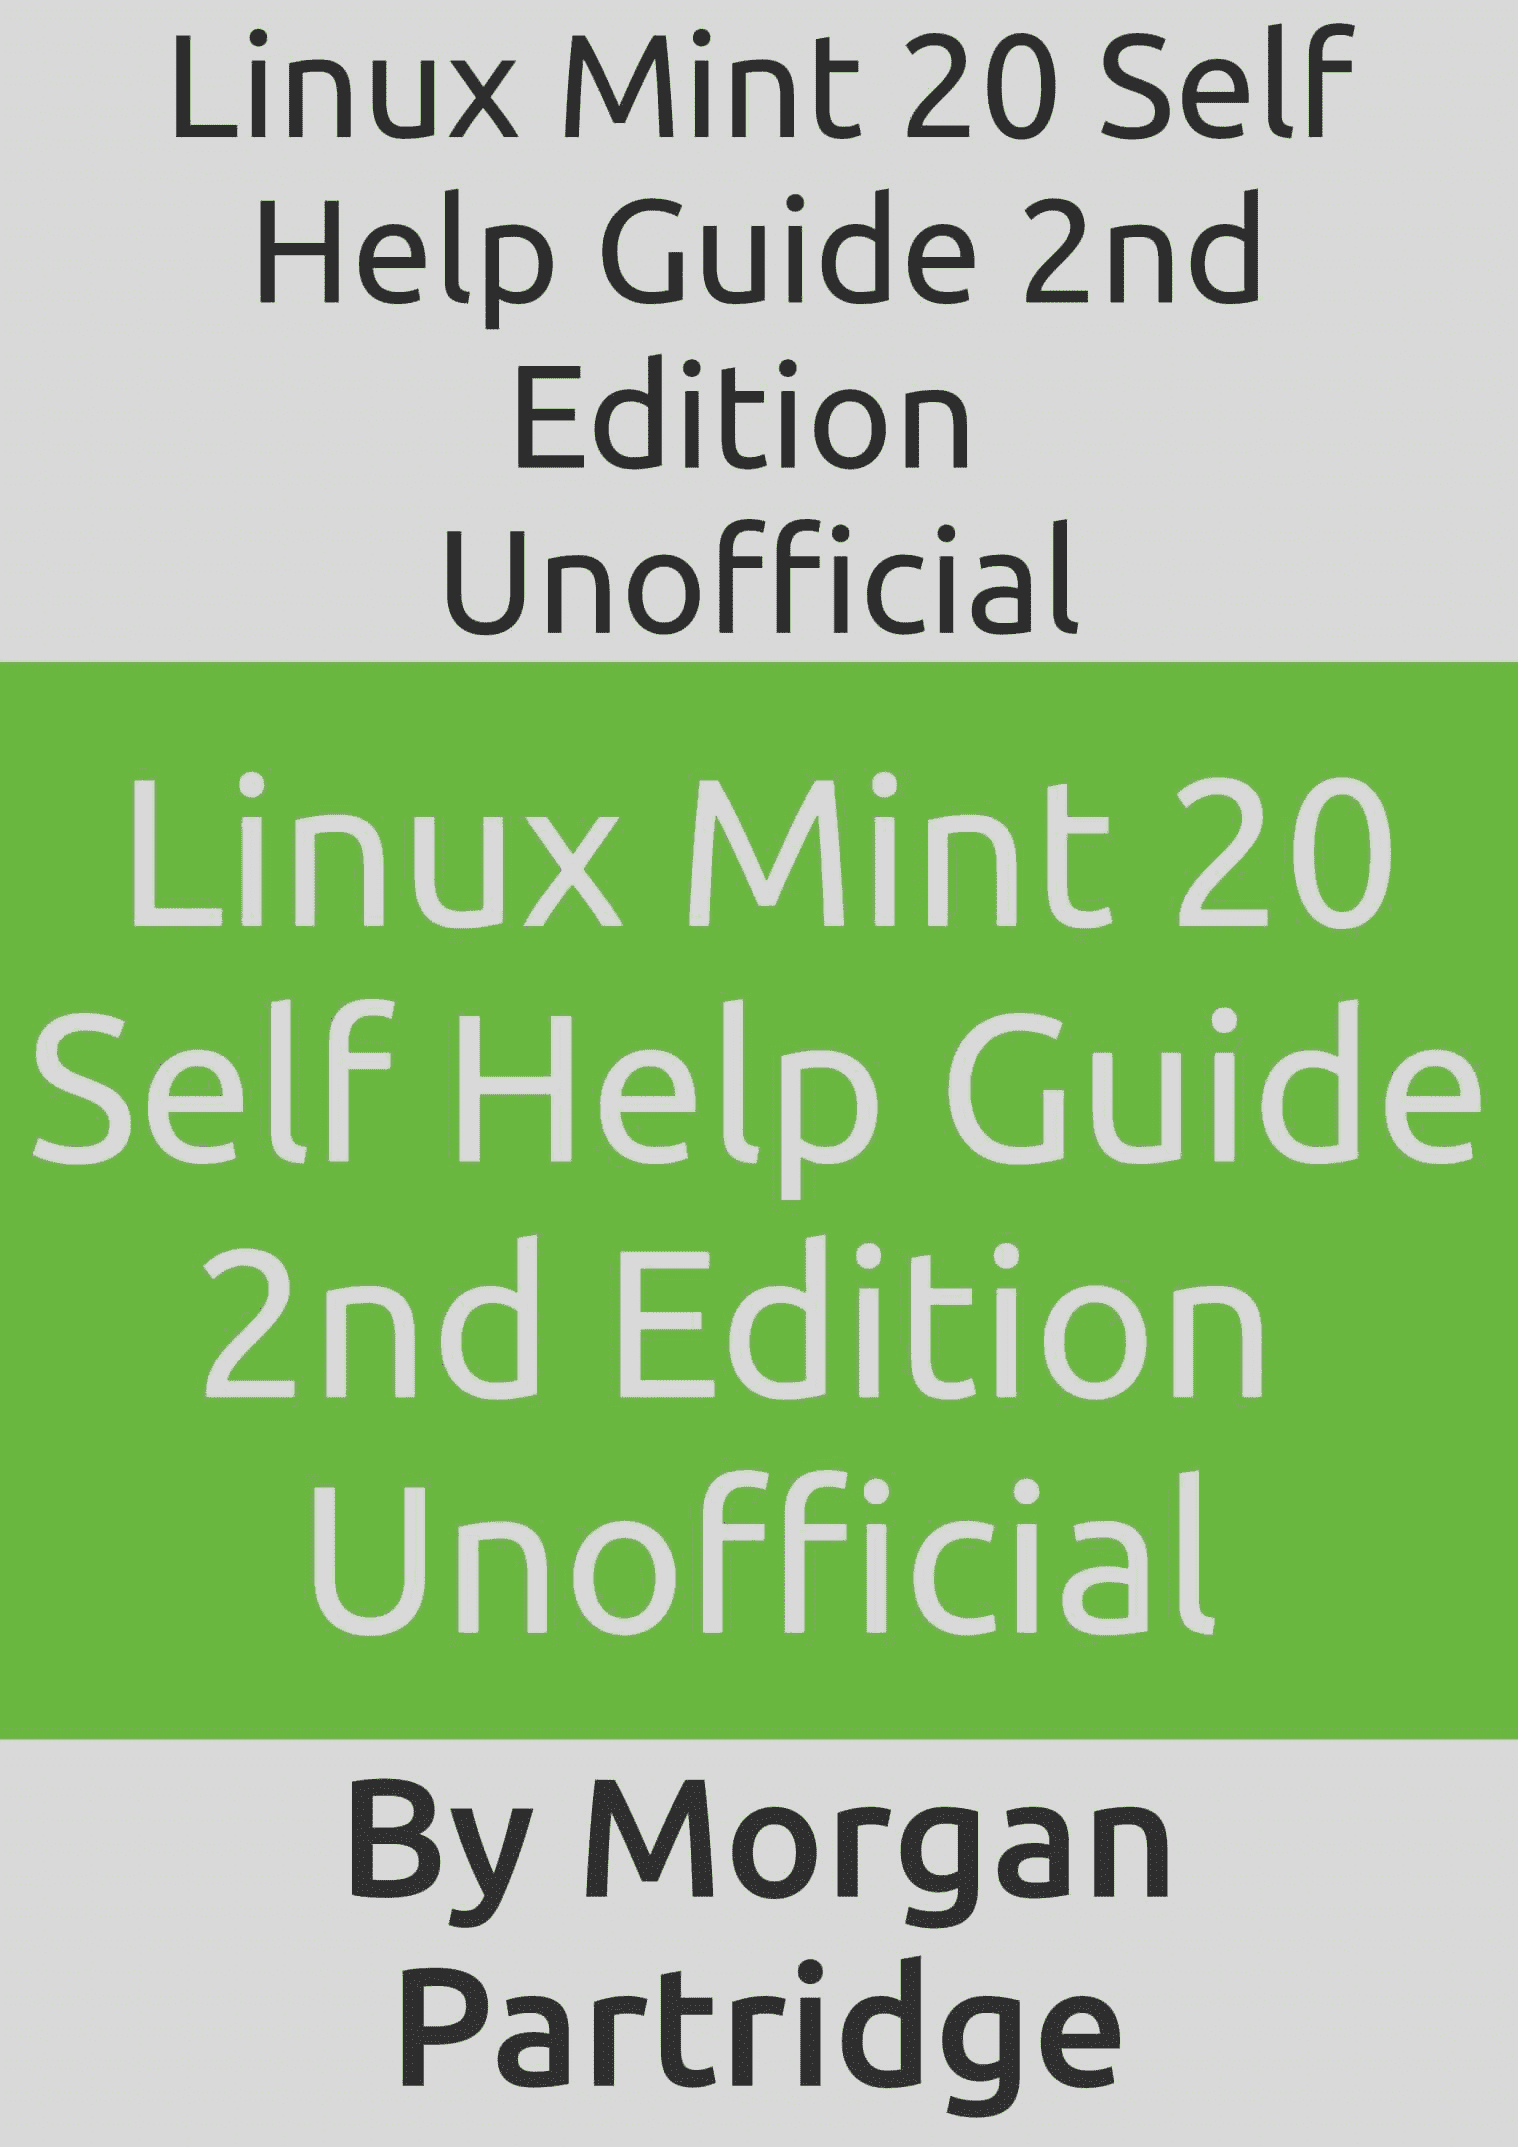 Linux Mint 20 Self
Help Guide 2nd
Edition
Unofficial
Linux Mint 20
Self Help Guide
2nd Edition
Unofficial
By Morgan
Partridge